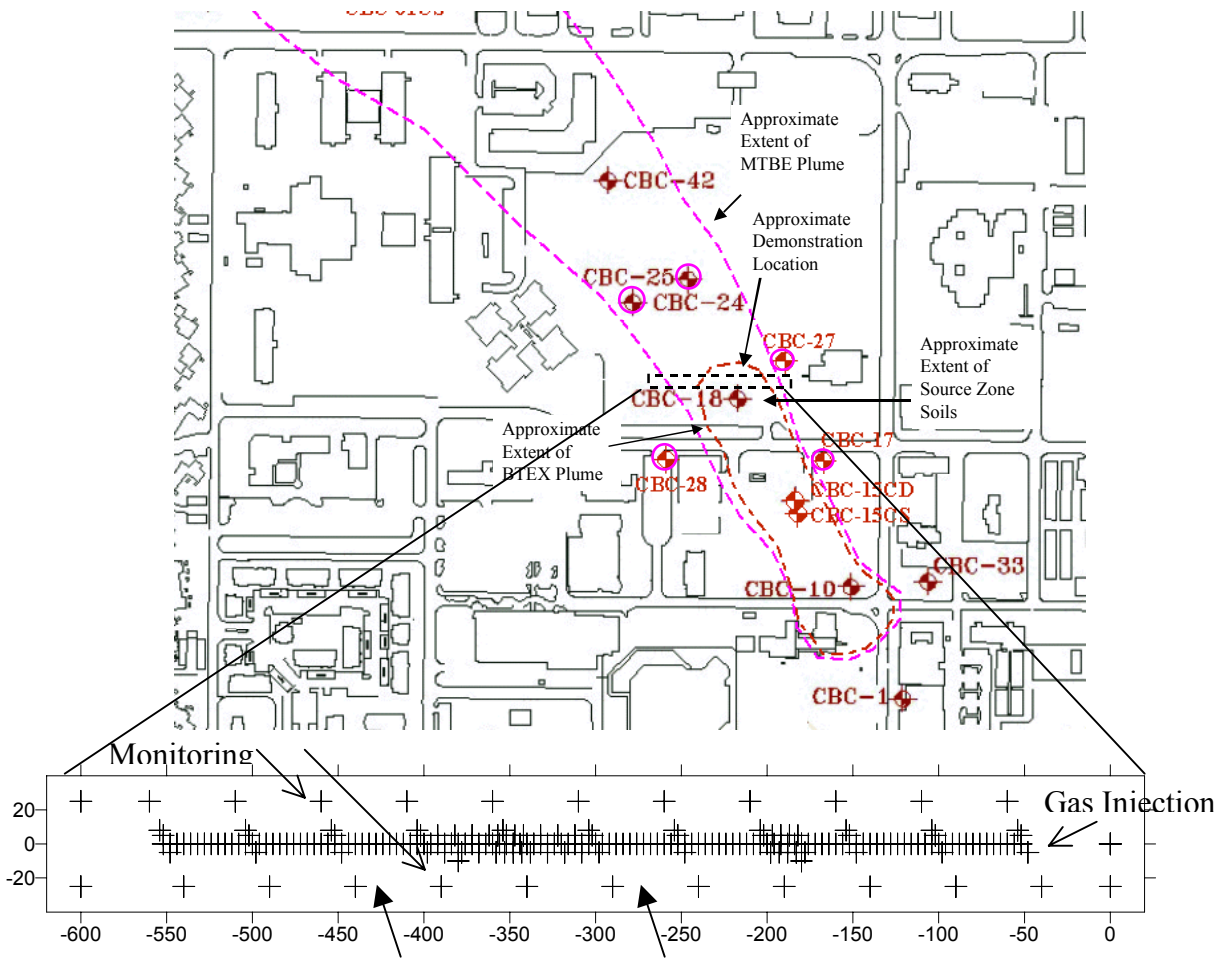 Approximate
Extent of
MTBE Plume
CBC-42
Approximate
Demonstration
Location
CBC-25
CBC-24
CBC-27
Approximate
Extent of
Source Zone
Soils
CBC-18
Approximate
Extent of
BTEX Plume
CBC-17
CBC-28
CBC-15CD
CBC-15CS
CBC-33
CBC-10
CBC-1
Monitoring
Gas Injection
20
0
-20
-600 -550 -500 -450 -400 -350 -300 -250 -200 -150 -100 -50 0